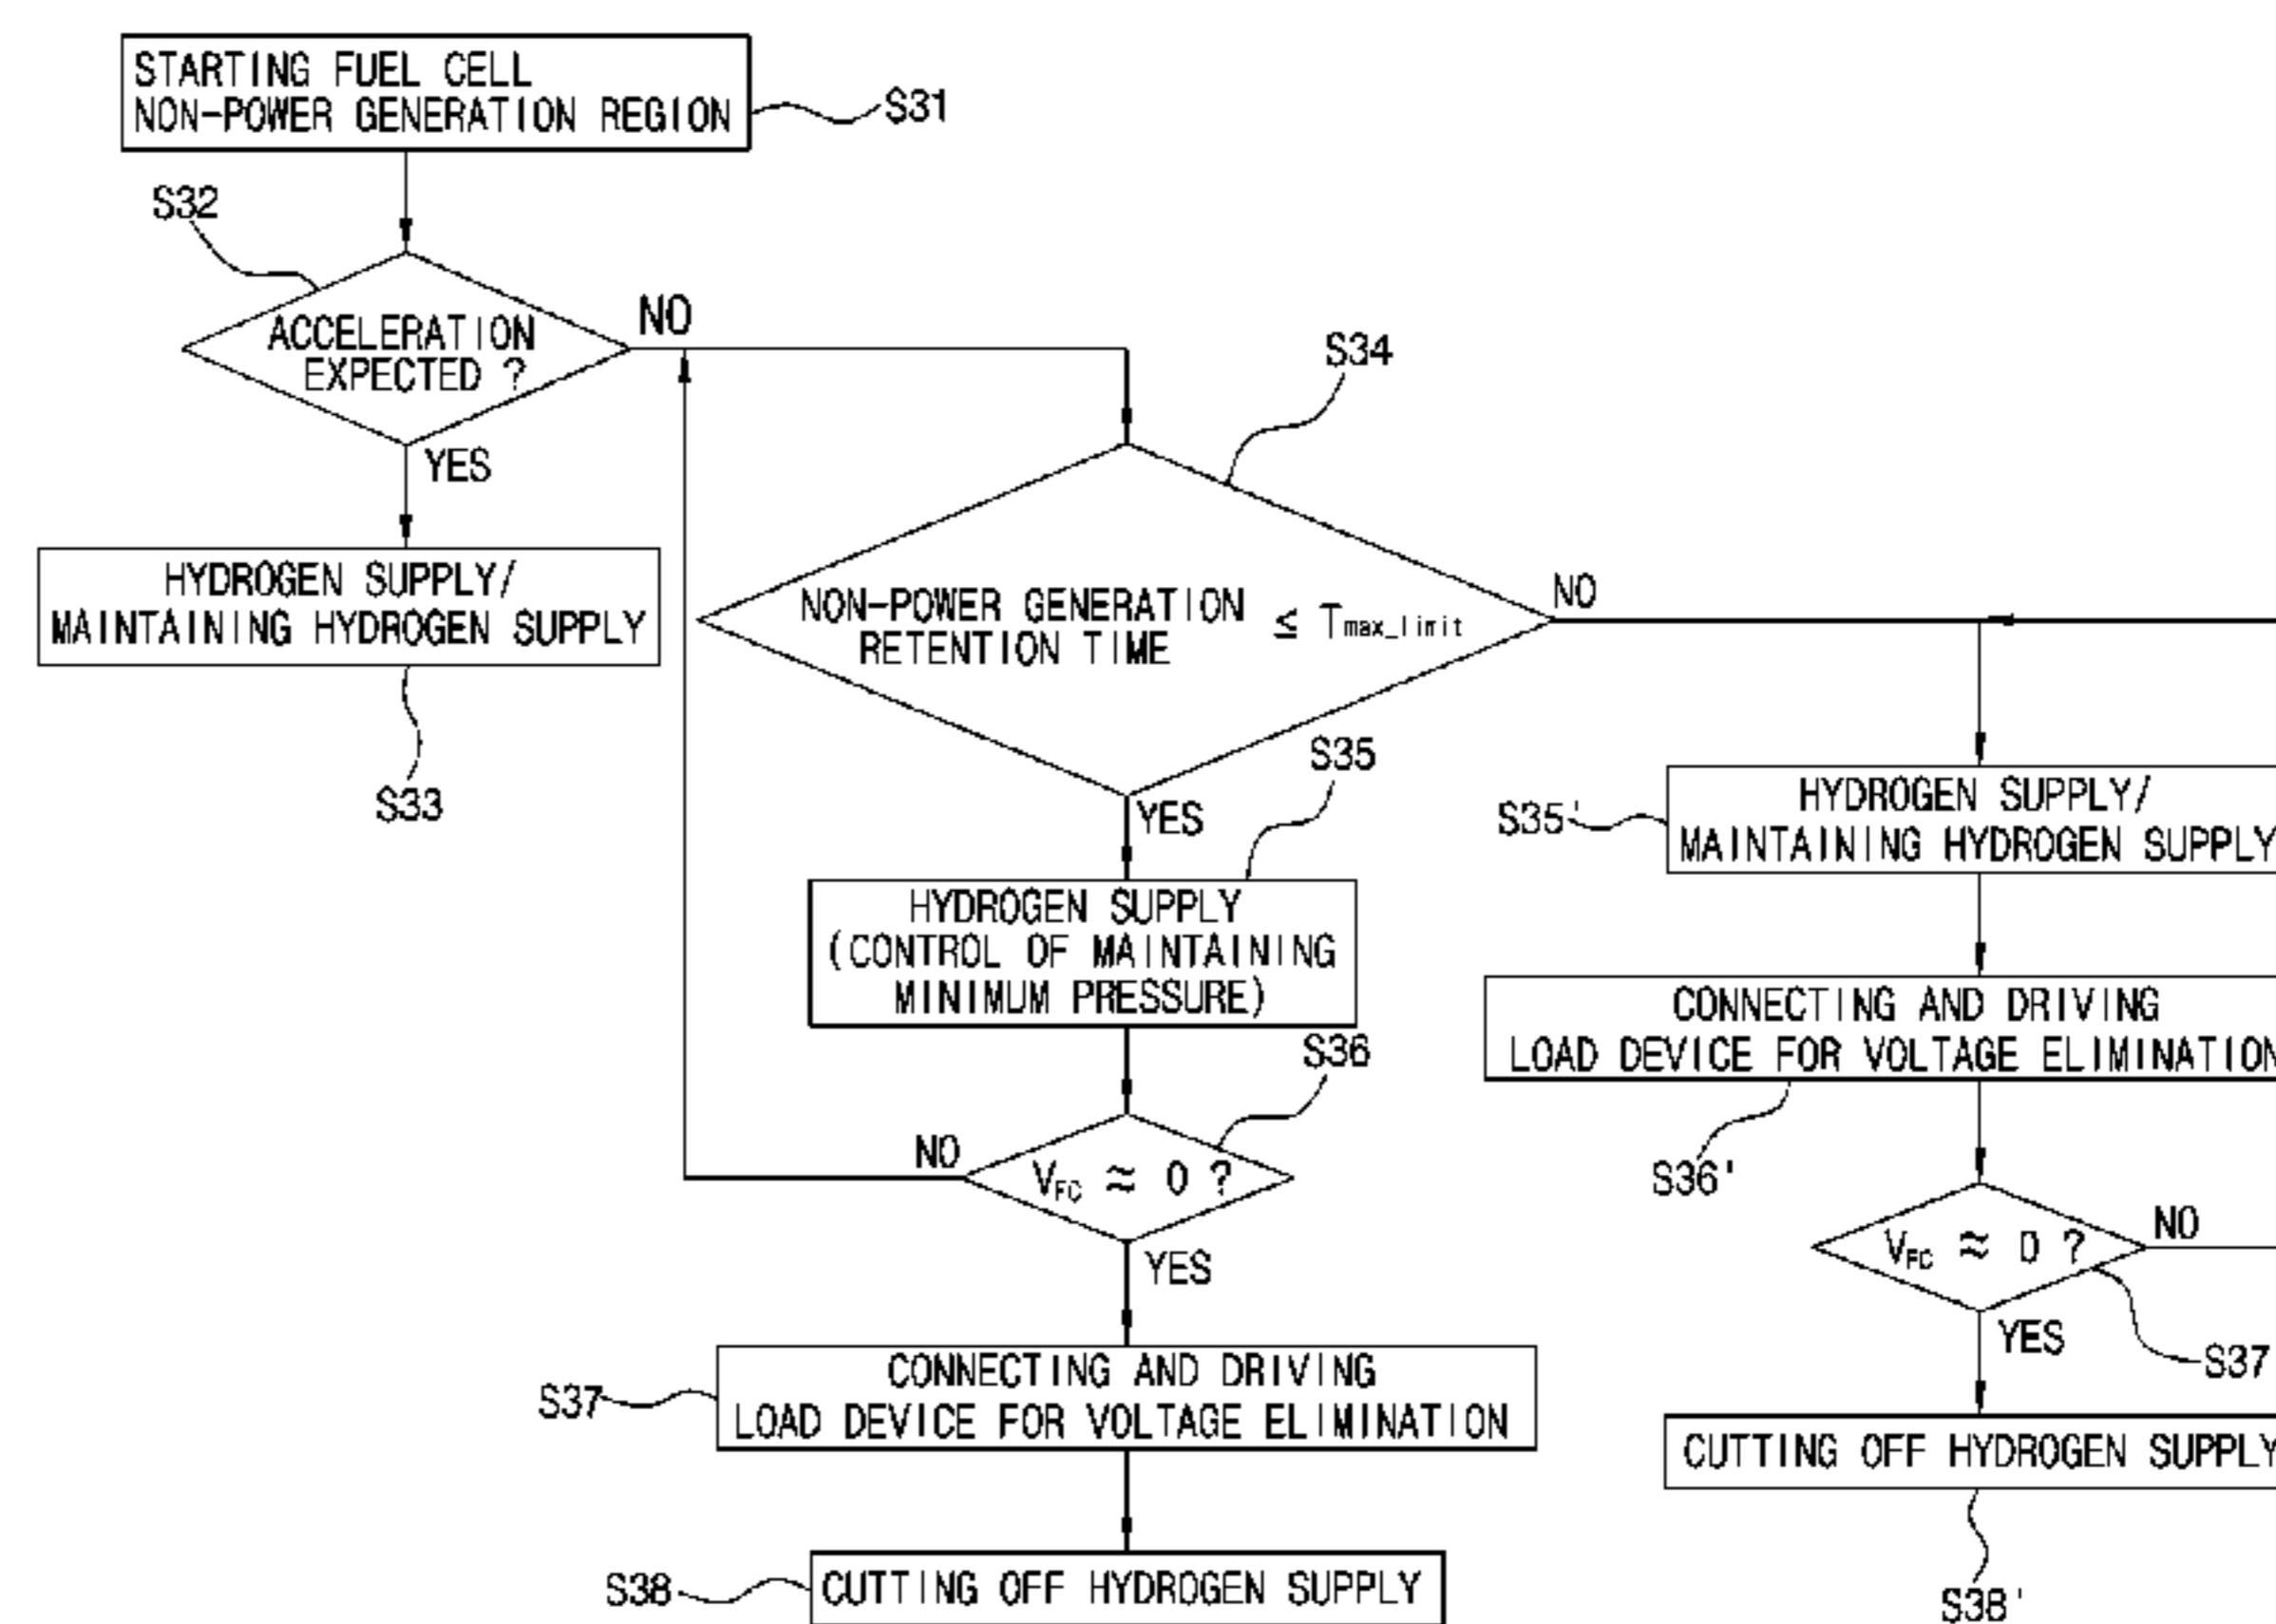 STARTING FUEL CELL
NON-POWER GENERATION REGION
S31
S32
ACCELERATION
EXPECTED ?
NO
YES
HYDROGEN SUPPLY/
MAINTAINING HYDROGEN SUPPLY
S33
S34
NON-POWER GENERATION
RETENTION TIME
≤ Tmax_limit
NO
YES
S35
HYDROGEN SUPPLY
(CONTROL OF MAINTAINING
MINIMUM PRESSURE)
S36
VFC ≈ 0 ?
NO
YES
S37
CONNECTING AND DRIVING
LOAD DEVICE FOR VOLTAGE ELIMINATION
S38
CUTTING OFF HYDROGEN SUPPLY
S35'
HYDROGEN SUPPLY/
MAINTAINING HYDROGEN SUPPLY
CONNECTING AND DRIVING
LOAD DEVICE FOR VOLTAGE ELIMINATION
S36'
VFC ≈ 0 ?
NO
YES
S37
CUTTING OFF HYDROGEN SUPPLY
S38'